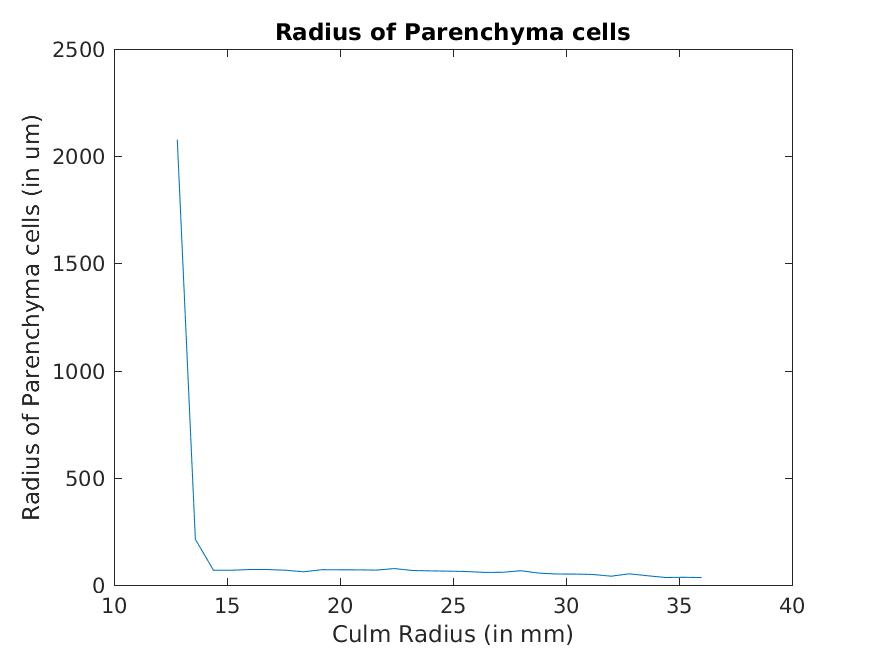 Radius of Parenchyma cells
Radius of Parenchyma cells (in um)
2500
2000
1500
1000
500
0
10 15 20 25 30 35 40
Culm Radius (in mm)